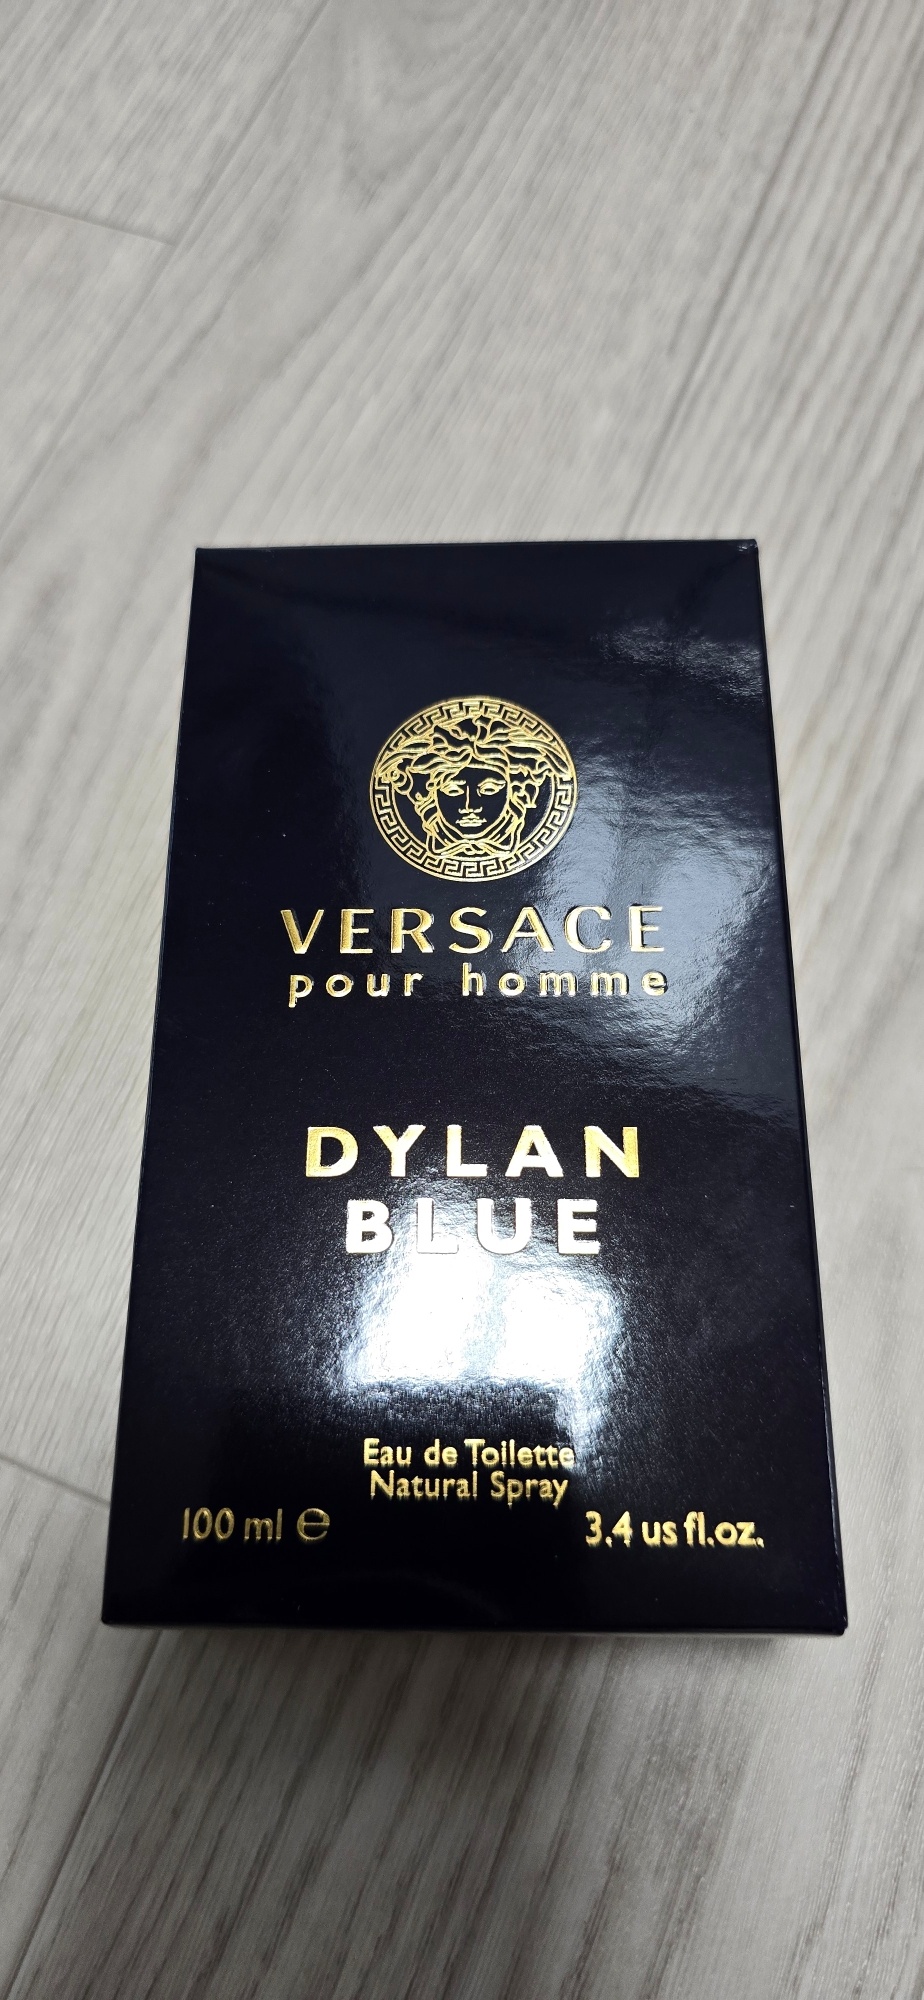 VERSACE
pour homme
DYLAN
BLUE
Eau de Toilette
Natural Spray
100 ml ℮
3.4 us fl.oz.